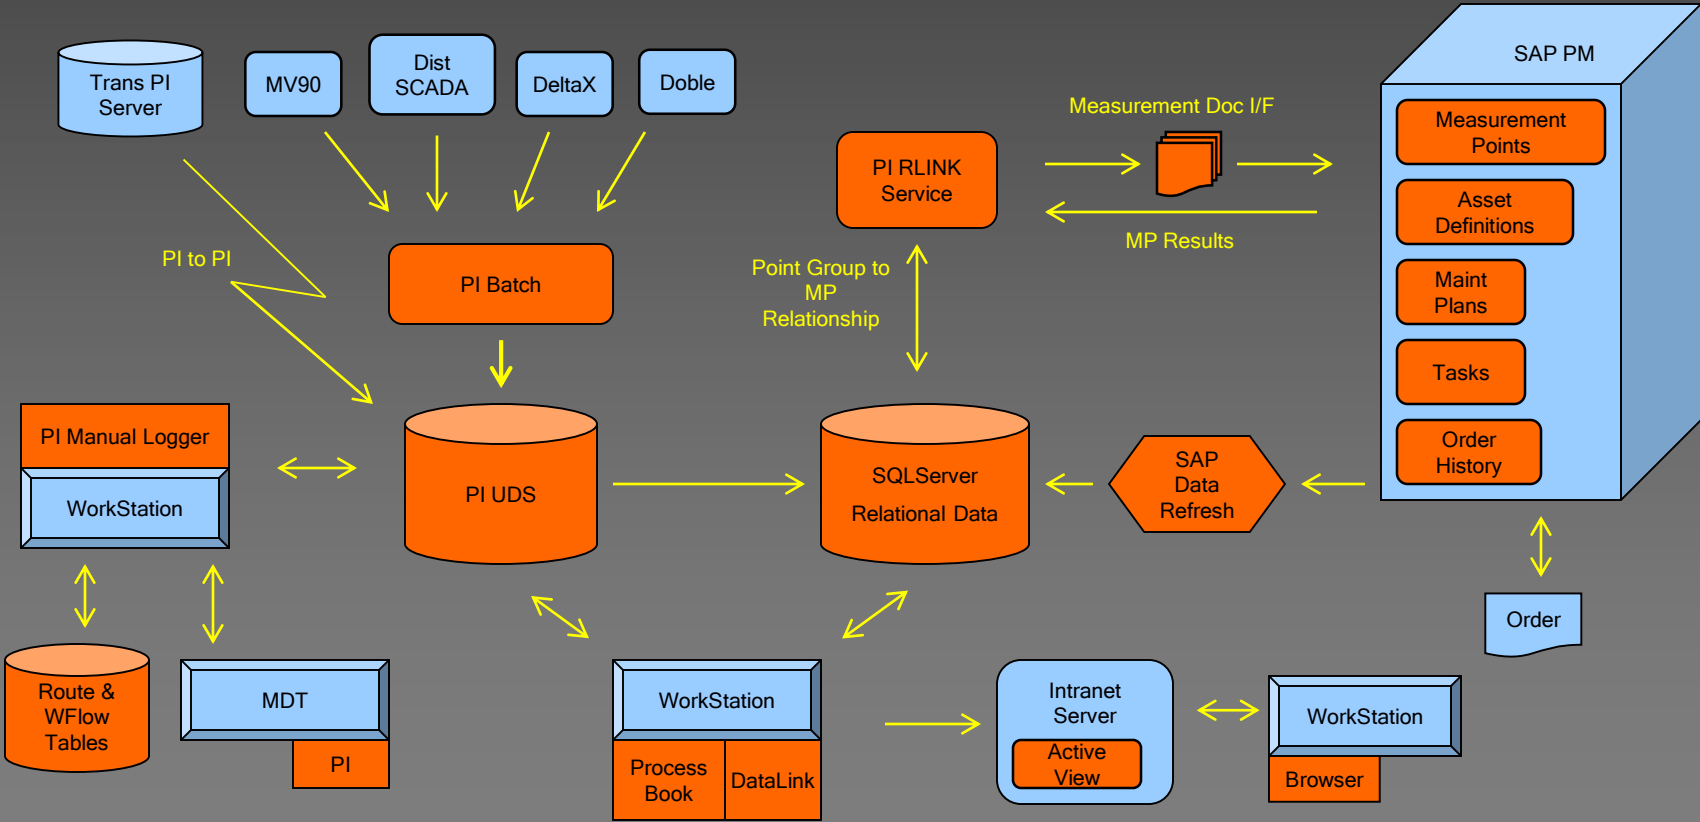 Trans PI
Server
MV90
Dist
SCADA
DeltaX
Doble
SAP PM
Measurement Doc I/F
Measurement
Points
PI RLINK
Service
Asset
Definitions
MP Results
PI to PI
PI Batch
Point Group to
MP
Relationship
Maint
Plans
Tasks
PI Manual Logger
WorkStation
PI UDS
SQLServer
Relational Data
SAP
Data
Refresh
Order
History
Order
Route &
WFlow
Tables
MDT
PI
WorkStation
Process
Book
DataLink
Intranet
Server
Active
View
WorkStation
Browser